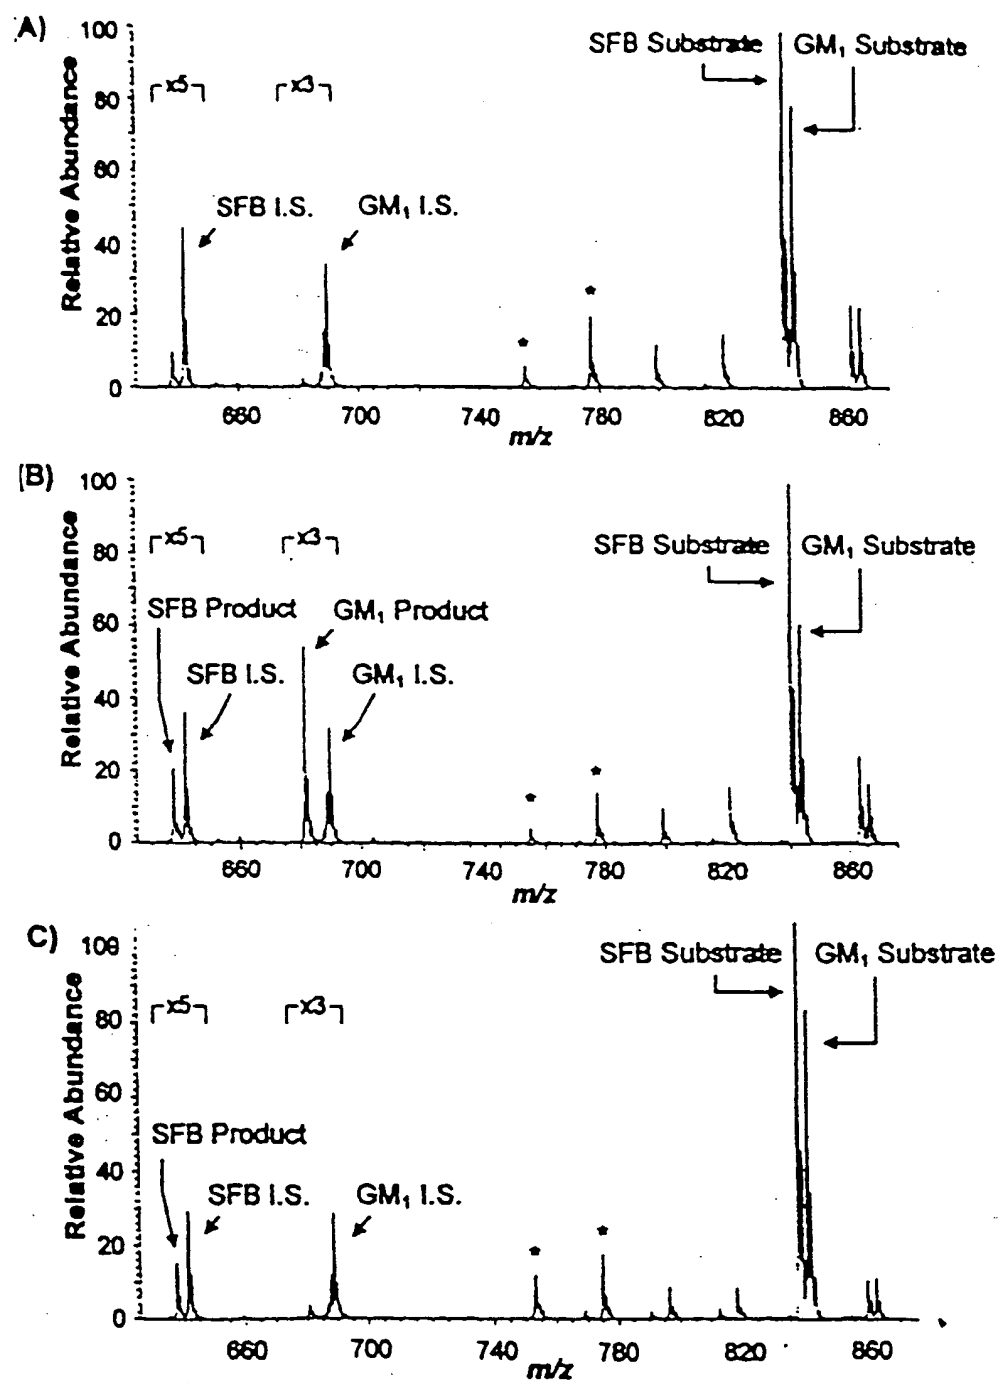 A)
100
80
60
40
20
0
Relative Abundance
x5
x3
SFB Substrate
GM₁ Substrate
SFB I.S.
GM₁ I.S.
*
*
660
700
740
780
820
860
m/z
(B)
100
80
60
40
20
0
Relative Abundance
x5
x3
SFB Substrate
GM₁ Substrate
SFB Product
GM₁ Product
SFB I.S.
GM₁ I.S.
*
*
660
700
740
780
820
860
m/z
C)
100
80
60
40
20
0
Relative Abundance
x5
x3
SFB Substrate
GM₁ Substrate
SFB Product
SFB I.S.
GM₁ I.S.
*
*
660
700
740
780
820
860
m/z